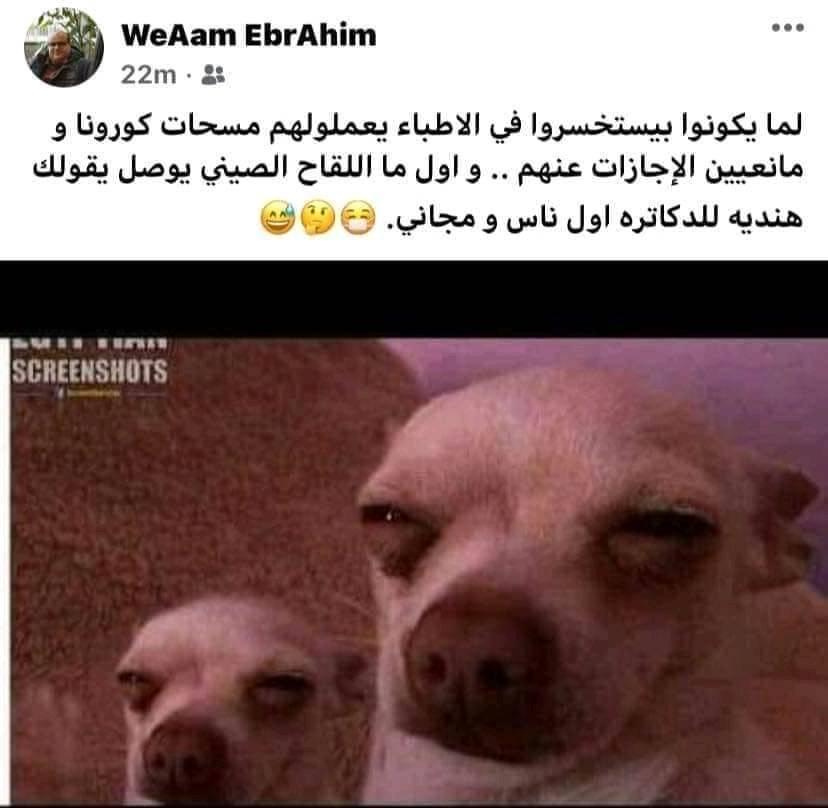 WeAam EbrAhim
22m
لما يكونوا بيستخسروا في الاطباء يعملولهم مسحات كورونا و
مانعيين الإجازات عنهم .. و اول ما اللقاح الصيني يوصل يقولك
هنديه للدكاتره اول ناس و مجاني. 😷🤔😅
SCREENSHOTS